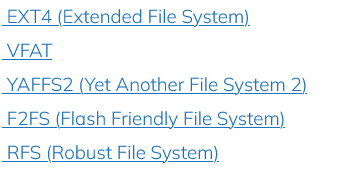 EXT4 (Extended File System)
VFAT
YAFFS2 (Yet Another File System 2)
F2FS (Flash Friendly File System)
RFS (Robust File System)